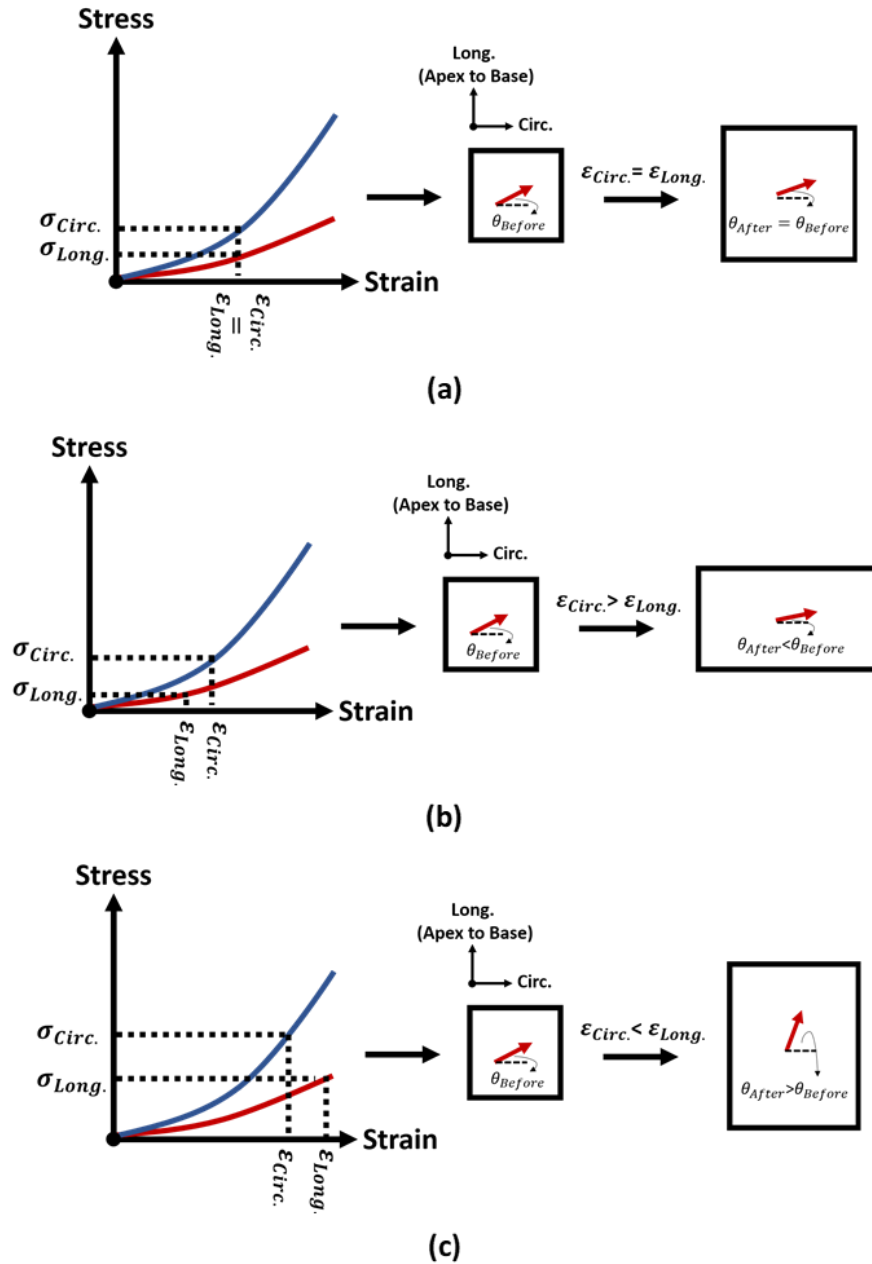 Stress
Long.
(Apex to Base)
Circ.
σCirc.
σLong.
Strain
εLong. = εCirc.
θBefore
εCirc. = εLong.
θAfter = θBefore
(a)
Stress
Long.
(Apex to Base)
Circ.
σCirc.
σLong.
Strain
εLong. εCirc.
θBefore
εCirc. > εLong.
θAfter<θBefore
(b)
Stress
Long.
(Apex to Base)
Circ.
σCirc.
σLong.
Strain
εCirc. εLong.
θBefore
εCirc. < εLong.
θAfter>θBefore
(c)